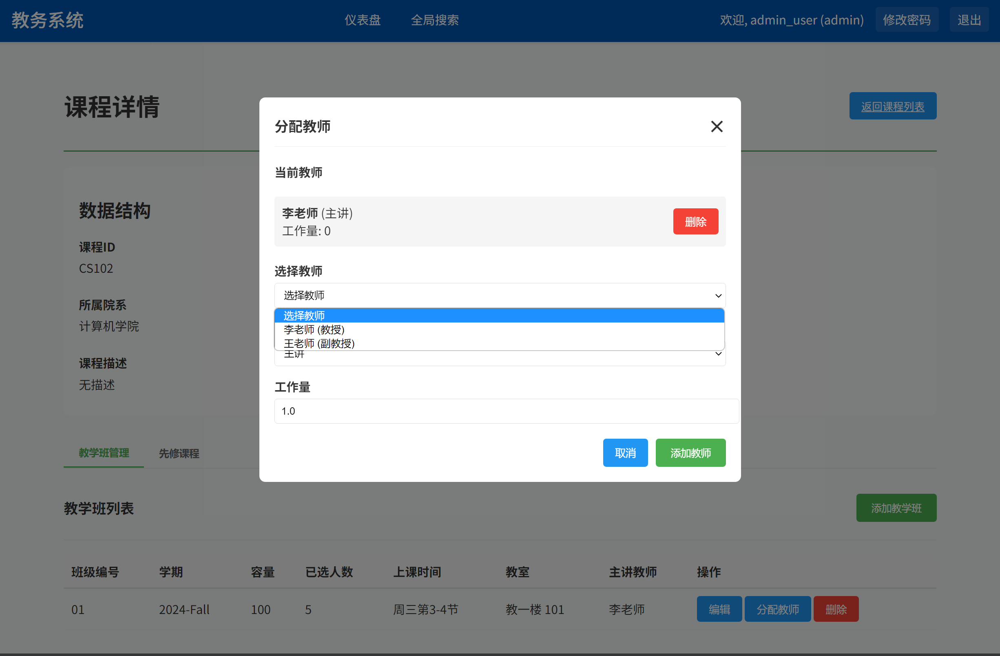 教务系统
仪表盘
全局搜索
欢迎, admin_user (admin)
修改密码
退出
课程详情
返回课程列表
数据结构
课程ID
CS102
所属院系
计算机学院
课程描述
无描述
分配教师
当前教师
李老师 (主讲)
工作量: 0
删除
选择教师
选择教师
选择教师
李老师 (教授)
王老师 (副教授)
主讲
工作量
1.0
取消
添加教师
教学班管理
先修课程
教学班列表
添加教学班
班级编号 学期 容量 已选人数 上课时间 教室 主讲教师 操作
01 2024-Fall 100 5 周三第3-4节 教一楼 101 李老师 编辑 分配教师 删除